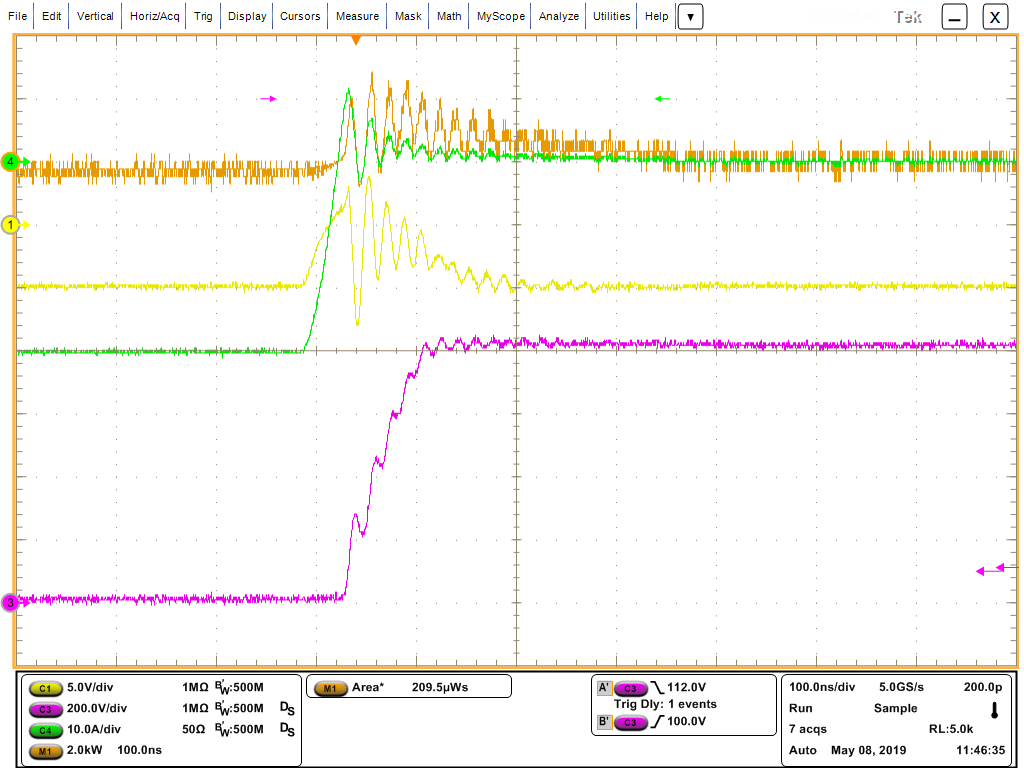 File Edit Vertical Horiz/Acq Trig Display Cursors Measure Mask Math MyScope Analyze Utilities Help ▼ Tek X
4
1
3
C1 5.0V/div 1MΩ BW:500M
C3 200.0V/div 1MΩ BW:500M DS
C4 10.0A/div 50Ω BW:500M DS
M1 2.0kW 100.0ns
M1 Area* 209.5µWs
A' C3 112.0V
Trig Dly: 1 events
B' C3 100.0V
100.0ns/div 5.0GS/s 200.0p
Run Sample
7 acqs RL:5.0k
Auto May 08, 2019 11:46:35